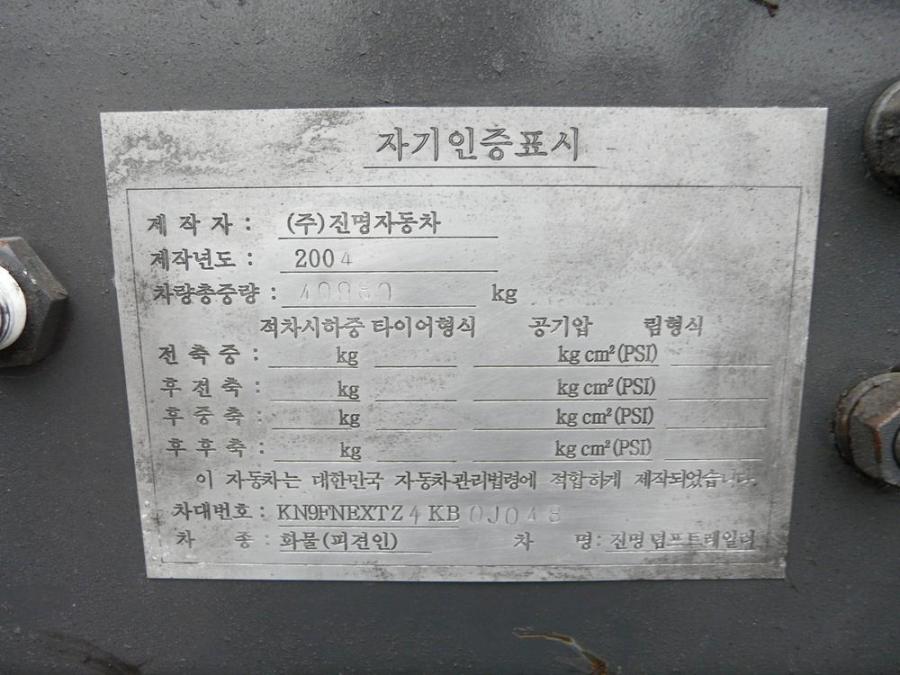 자기인증표시
제 작 자 : (주)진명자동차
제작년도 : 2004
차량총중량 : kg
적차시하중 타이어형식 공기압 림형식
전 축 중 : kg kg cm²(PSI)
후 전 축 : kg kg cm²(PSI)
후 중 축 : kg kg cm²(PSI)
후 후 축 : kg kg cm²(PSI)
이 자동차는 대한민국 자동차관리법령에 적합하게 제작되었습니다.
차대번호 : KN9FNEXTZ4KB0J048
차 종 : 화물(피견인) 차 명 : 진명덤프트레일러